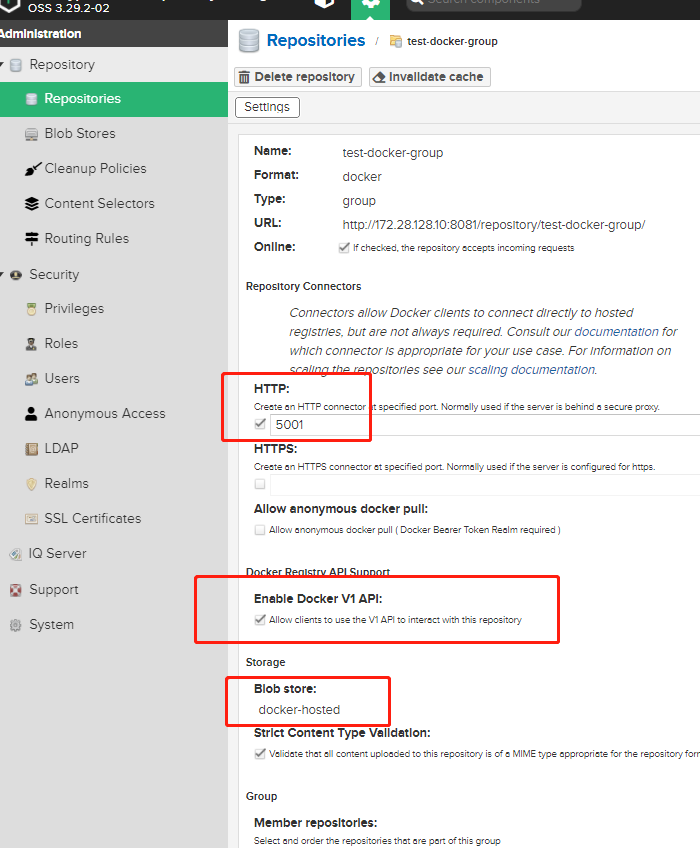 OSS 3.29.2-02
Search components
Administration
Repository
Repositories
Blob Stores
Cleanup Policies
Content Selectors
Routing Rules
Security
Privileges
Roles
Users
Anonymous Access
LDAP
Realms
SSL Certificates
IQ Server
Support
System
Repositories / test-docker-group
Delete repository Invalidate cache
Settings
Name: test-docker-group
Format: docker
Type: group
URL: http://172.28.128.10:8081/repository/test-docker-group/
Online: If checked, the repository accepts incoming requests
Repository Connectors
Connectors allow Docker clients to connect directly to hosted
registries, but are not always required. Consult our documentation for
which connector is appropriate for your use case. For information on
scaling the repositories see our scaling documentation.
HTTP:
Create an HTTP connector at specified port. Normally used if the server is behind a secure proxy.
5001
HTTPS:
Create an HTTPS connector at specified port. Normally used if the server is configured for https.
Allow anonymous docker pull:
Allow anonymous docker pull ( Docker Bearer Token Realm required )
Docker Registry API Support
Enable Docker V1 API:
Allow clients to use the V1 API to interact with this repository
Storage
Blob store:
docker-hosted
Strict Content Type Validation:
Validate that all content uploaded to this repository is of a MIME type appropriate for the repository form
Group
Member repositories:
Select and order the repositories that are part of this group